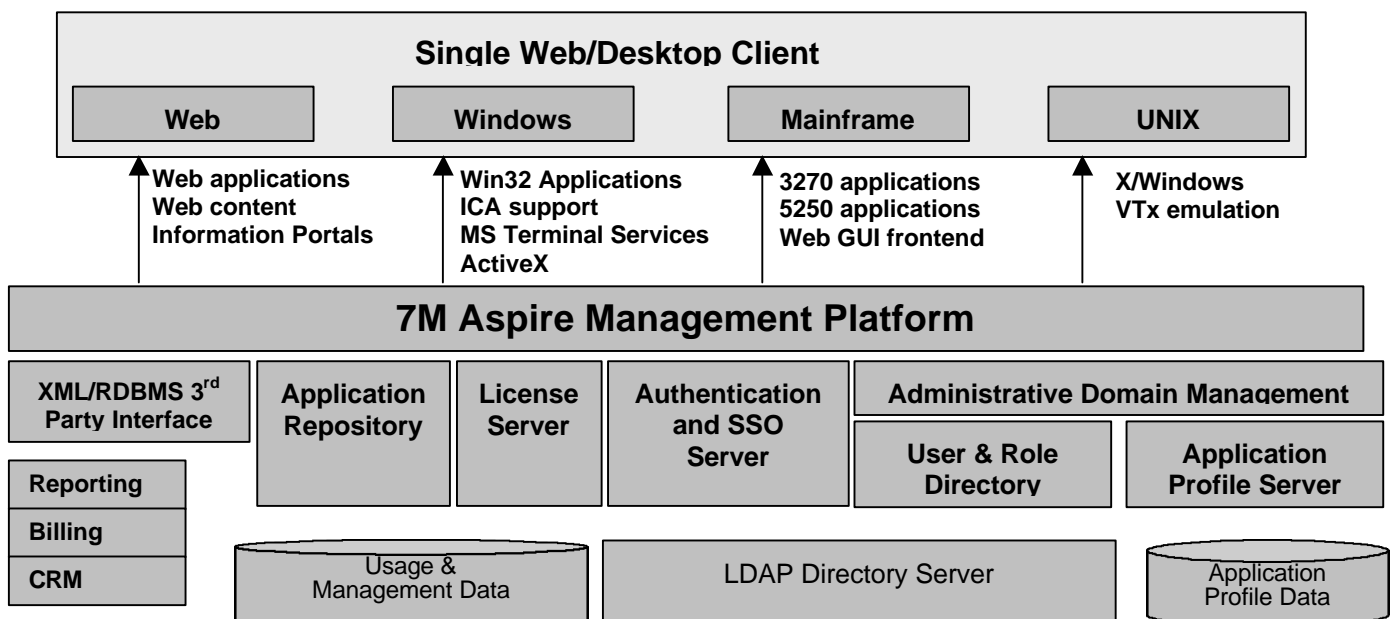 Single Web/Desktop Client
Web
Windows
Mainframe
UNIX
Web applications
Web content
Information Portals
Win32 Applications
ICA support
MS Terminal Services
ActiveX
3270 applications
5250 applications
Web GUI frontend
X/Windows
VTx emulation
7M Aspire Management Platform
XML/RDBMS 3rd
Party Interface
Application
Repository
License
Server
Authentication
and SSO
Server
Administrative Domain Management
User & Role
Directory
Application
Profile Server
Reporting
Billing
CRM
Usage &
Management Data
LDAP Directory Server
Application
Profile Data